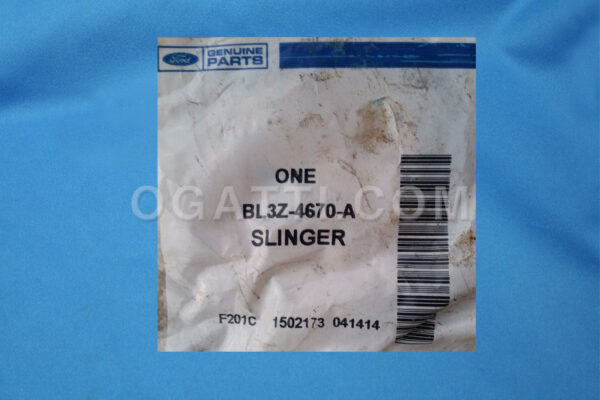 Ford
GENUINE
PARTS
ONE
OGATTI.COM
BL3Z-4670-A
SLINGER
F201C 1502173 041414